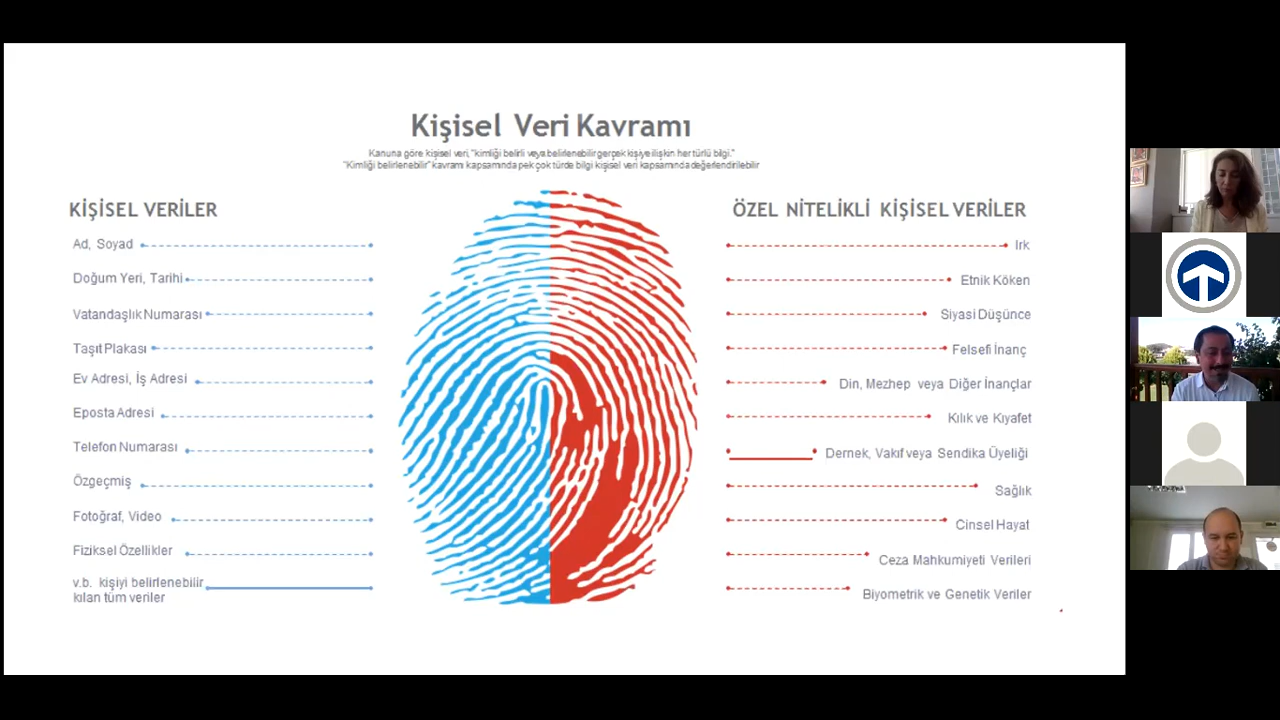 Kişisel Veri Kavramı
Kanuna göre kişisel veri, "kimliği belirli veya belirlenebilir gerçek kişiye ilişkin her türlü bilgi."
"Kimliği belirlenebilir" kavramı kapsamında pek çok türde bilgi kişisel veri kapsamında değerlendirilebilir
KİŞİSEL VERİLER
Ad, Soyad
Doğum Yeri, Tarihi
Vatandaşlık Numarası
Taşıt Plakası
Ev Adresi, İş Adresi
Eposta Adresi
Telefon Numarası
Özgeçmiş
Fotoğraf, Video
Fiziksel Özellikler
v.b. kişiyi belirlenebilir
kılan tüm veriler
ÖZEL NİTELİKLİ KİŞİSEL VERİLER
Irk
Etnik Köken
Siyasi Düşünce
Felsefi İnanç
Din, Mezhep veya Diğer İnançlar
Kılık ve Kıyafet
Dernek, Vakıf veya Sendika Üyeliği
Sağlık
Cinsel Hayat
Ceza Mahkumiyeti Verileri
Biyometrik ve Genetik Veriler